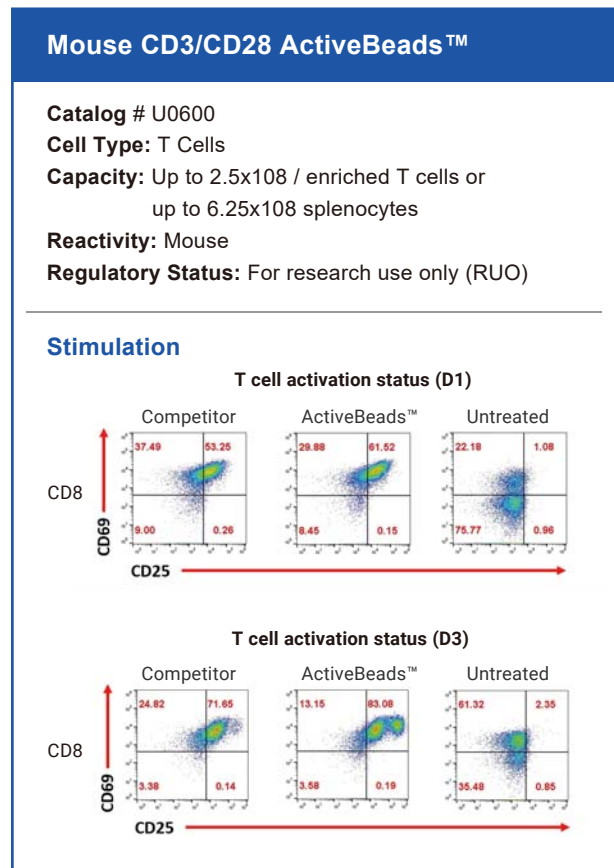 Mouse CD3/CD28 ActiveBeads™
Catalog # U0600
Cell Type: T Cells
Capacity: Up to 2.5x108 / enriched T cells or
up to 6.25x108 splenocytes
Reactivity: Mouse
Regulatory Status: For research use only (RUO)
Stimulation
T cell activation status (D1)
Competitor ActiveBeads™ Untreated
37.49 53.25 29.88 61.52 22.18 1.08
CD8
CD69
9.00 0.26 8.45 0.15 75.77 0.96
CD25
T cell activation status (D3)
Competitor ActiveBeads™ Untreated
24.82 71.65 13.15 83.08 61.32 2.35
CD8
CD69
3.38 0.14 3.58 0.19 35.48 0.85
CD25